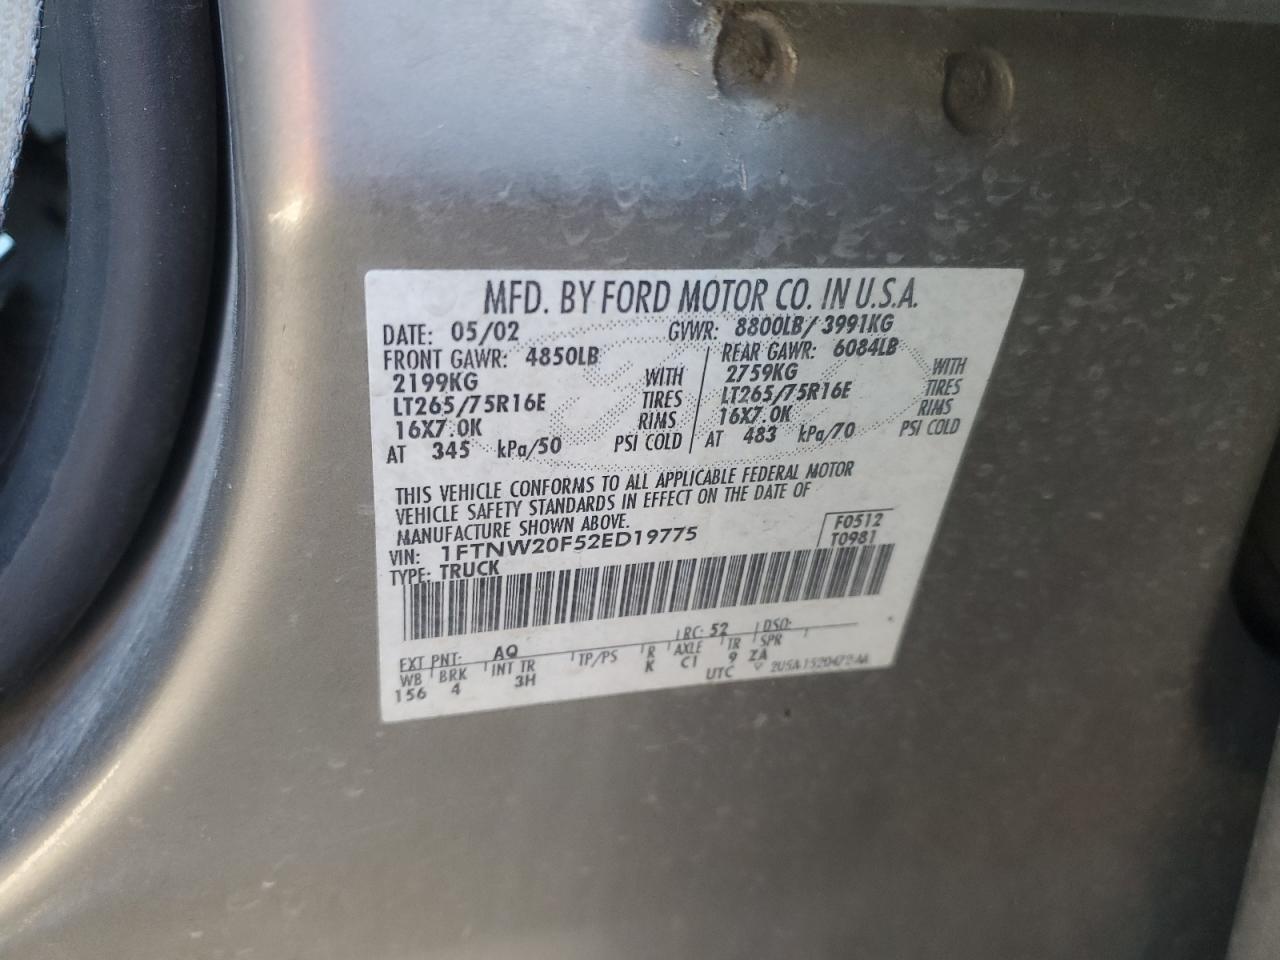 MFD. BY FORD MOTOR CO. IN U.S.A.
DATE: 05/02 GVWR: 8800LB/ 3991KG
FRONT GAWR: 4850LB REAR GAWR: 6084LB
2199KG WITH 2759KG WITH
LT265/75R16E TIRES LT265/75R16E TIRES
16X7.0K RIMS 16X7.0K RIMS
AT 345 kPa/50 PSI COLD AT 483 kPa/70 PSI COLD
THIS VEHICLE CONFORMS TO ALL APPLICABLE FEDERAL MOTOR
VEHICLE SAFETY STANDARDS IN EFFECT ON THE DATE OF
MANUFACTURE SHOWN ABOVE.
F0512
VIN: 1FTNW20F52ED19775 T0981
TYPE: TRUCK
EXT PNT: AQ RC: 52 DSO:
WB BRK INT TR TP/PS R AXLE TR SPR
156 4 3H K C1 9 ZA
UTC